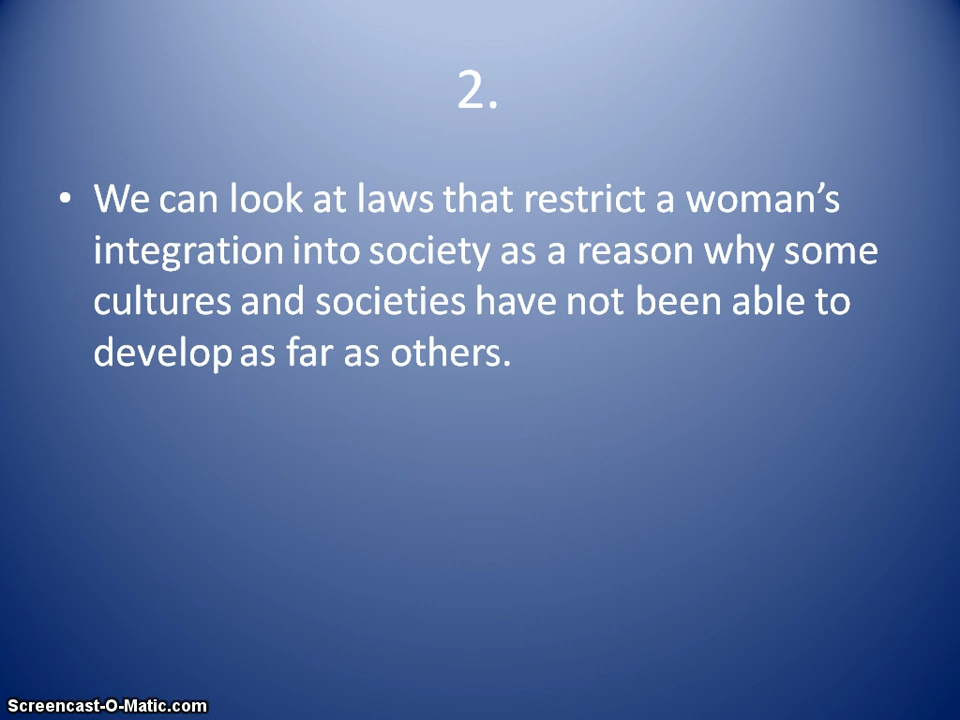 2.
• We can look at laws that restrict a woman’s
integration into society as a reason why some
cultures and societies have not been able to
develop as far as others.
Screencast-O-Matic.com